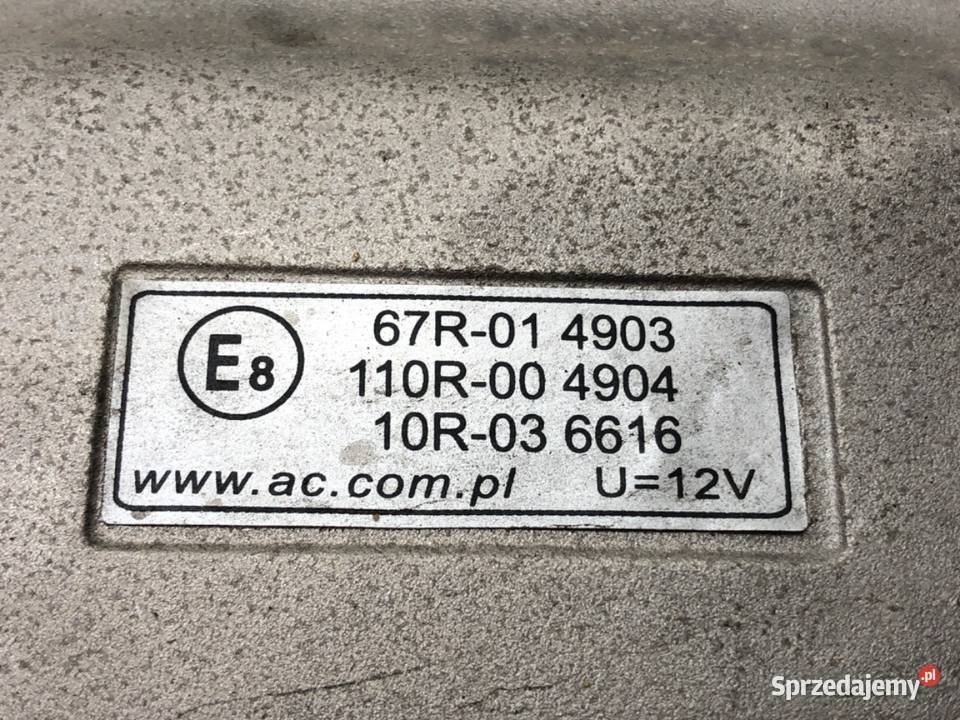 E8
67R-01 4903
110R-00 4904
10R-03 6616
www.ac.com.pl U=12V
Sprzedajemy.pl